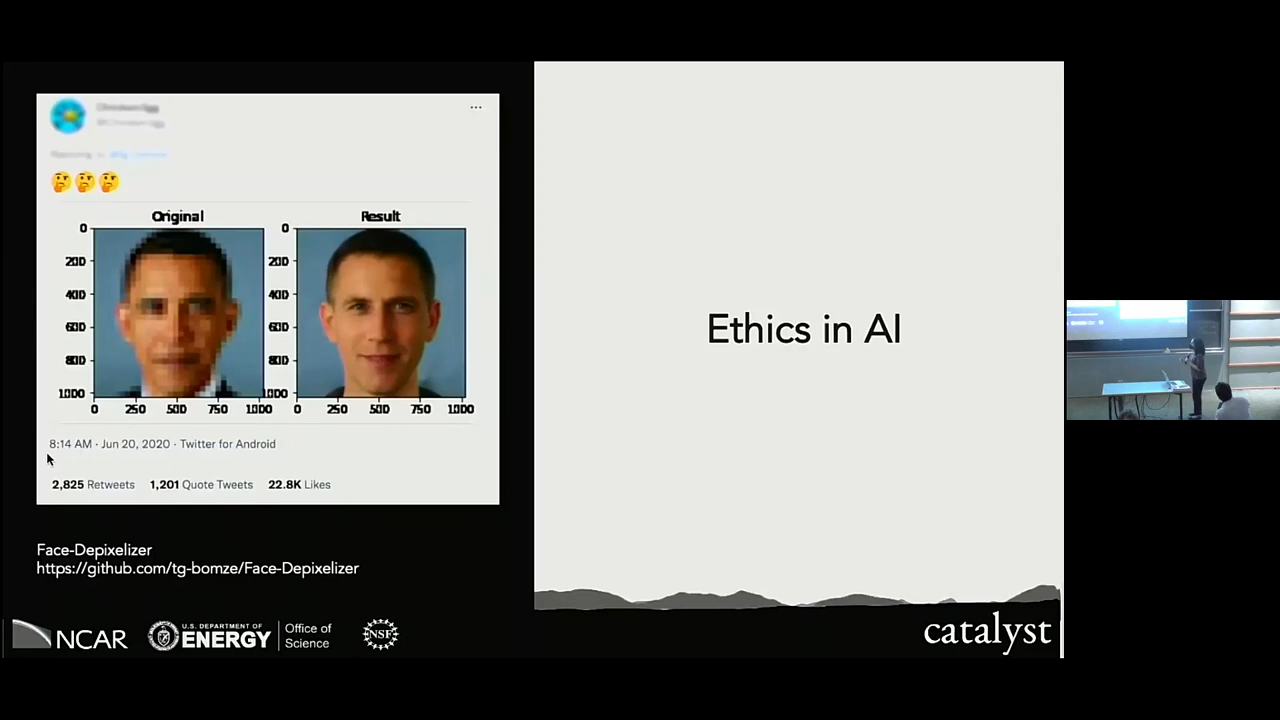 🤔🤔🤔
Original
Result
0
200
400
600
800
1000
0 250 500 750 1000
0
200
400
600
800
1000
0 250 500 750 1000
8:14 AM · Jun 20, 2020 · Twitter for Android
2,825 Retweets 1,201 Quote Tweets 22.8K Likes
Face-Depixelizer
https://github.com/tg-bomze/Face-Depixelizer
Ethics in AI
NCAR
U.S. DEPARTMENT OF
ENERGY
Office of
Science
NSF
catalyst